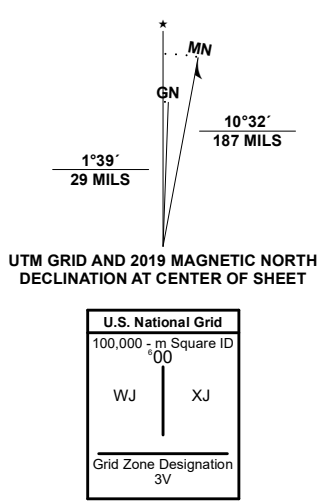 ★
MN
GN
10°32´
187 MILS
1°39´
29 MILS
UTM GRID AND 2019 MAGNETIC NORTH
DECLINATION AT CENTER OF SHEET
U.S. National Grid
100,000 - m Square ID
⁶00
WJ XJ
Grid Zone Designation
3V